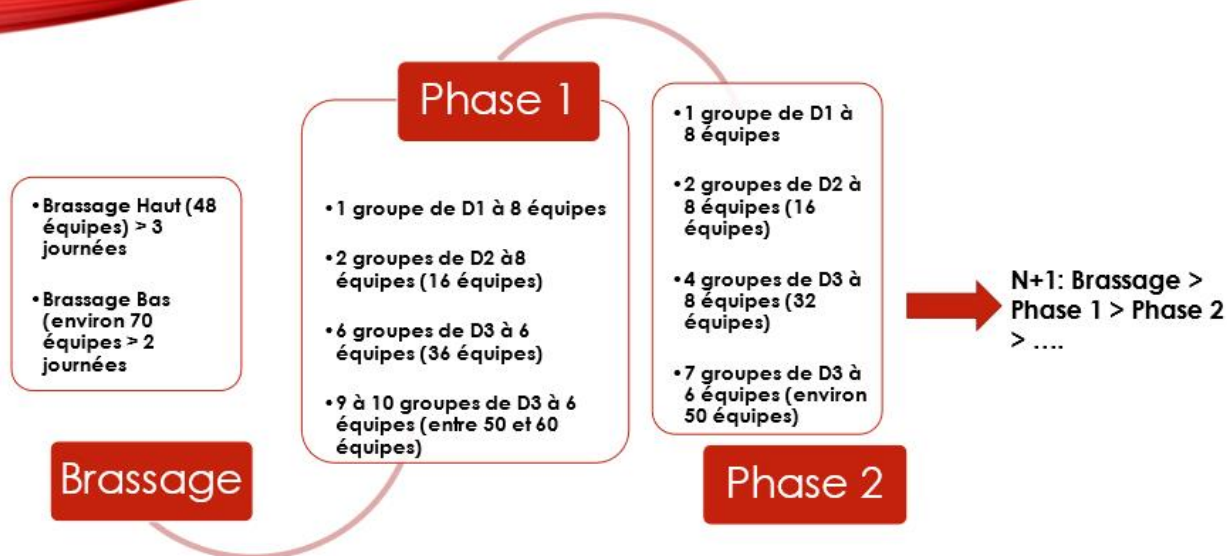 •Brassage Haut (48
équipes) > 3
journées
•Brassage Bas
(environ 70
équipes > 2
journées
Brassage
Phase 1
•1 groupe de D1 à 8 équipes
•2 groupes de D2 à8
équipes (16 équipes)
•6 groupes de D3 à 6
équipes (36 équipes)
•9 à 10 groupes de D3 à 6
équipes (entre 50 et 60
équipes)
•1 groupe de D1 à
8 équipes
•2 groupes de D2 à
8 équipes (16
équipes)
•4 groupes de D3 à
8 équipes (32
équipes)
•7 groupes de D3 à
6 équipes (environ
50 équipes)
Phase 2
N+1: Brassage >
Phase 1 > Phase 2
> ....